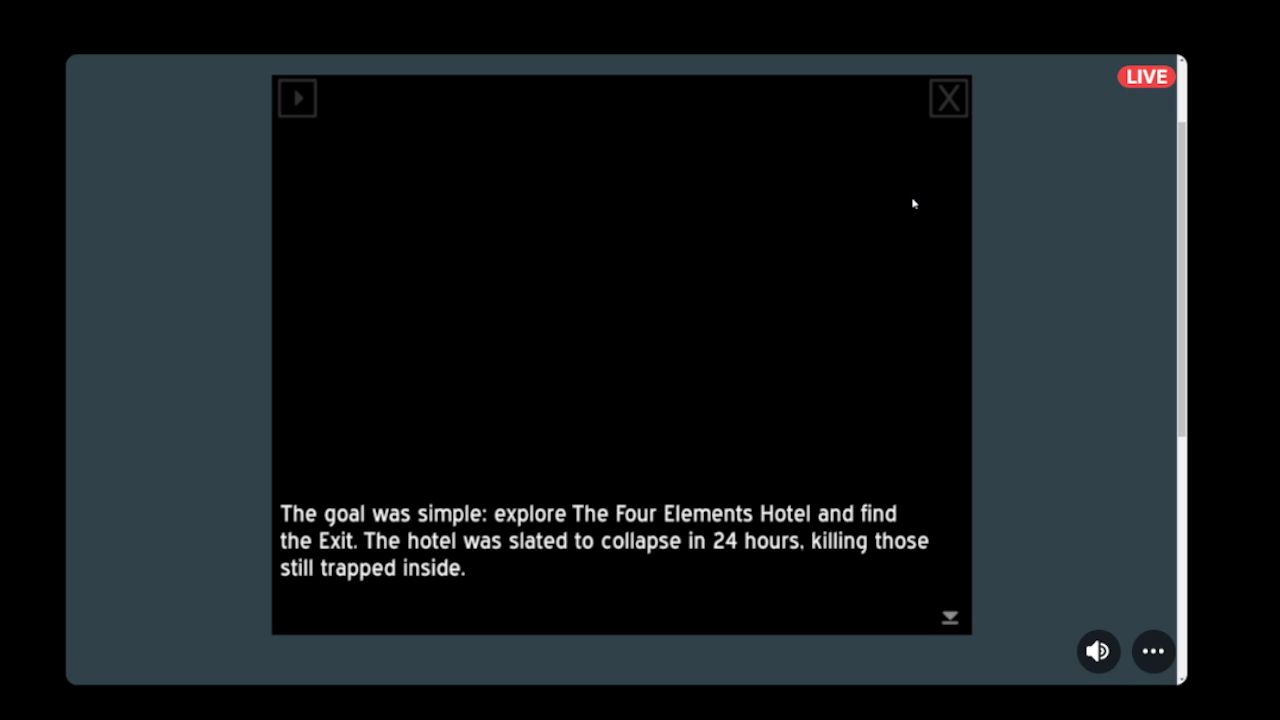 LIVE
The goal was simple: explore The Four Elements Hotel and find
the Exit. The hotel was slated to collapse in 24 hours, killing those
still trapped inside.